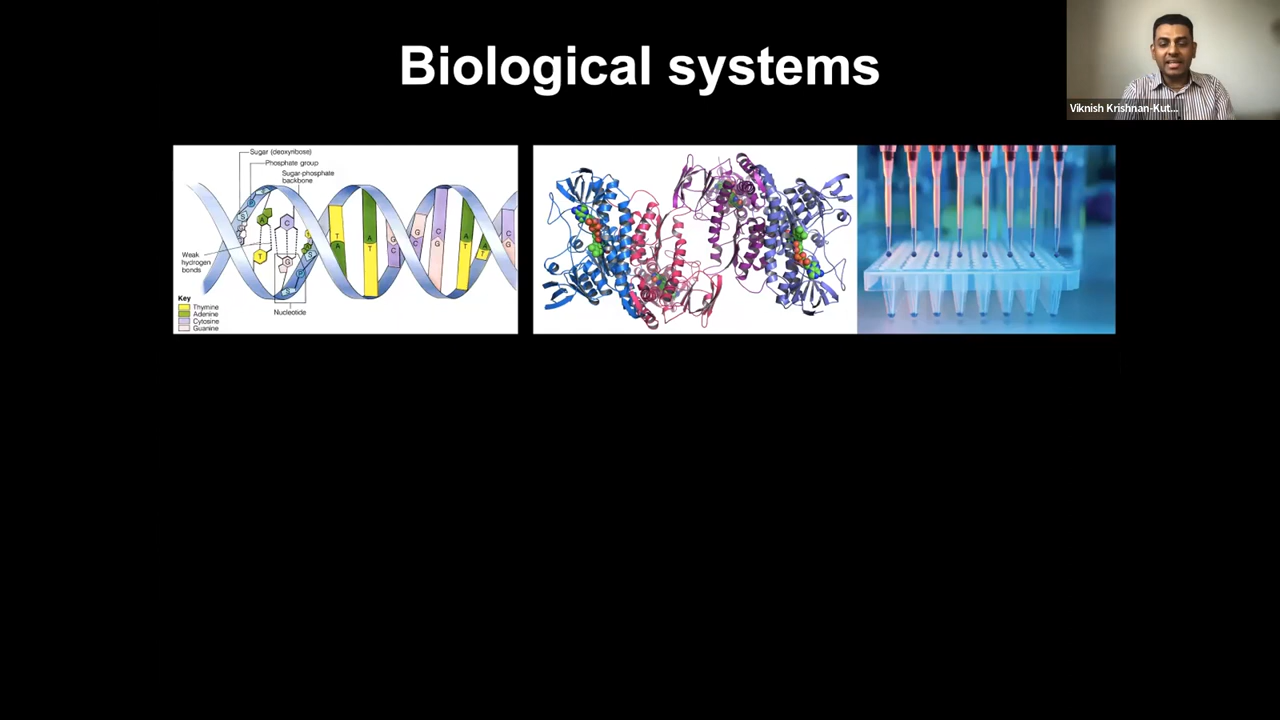 Biological systems
Viknish Krishnan-Kut...
Sugar (deoxyribose)
Phosphate group
Sugar-phosphate
backbone
Weak
hydrogen
bonds
Nucleotide
Key
Thymine
Adenine
Cytosine
Guanine